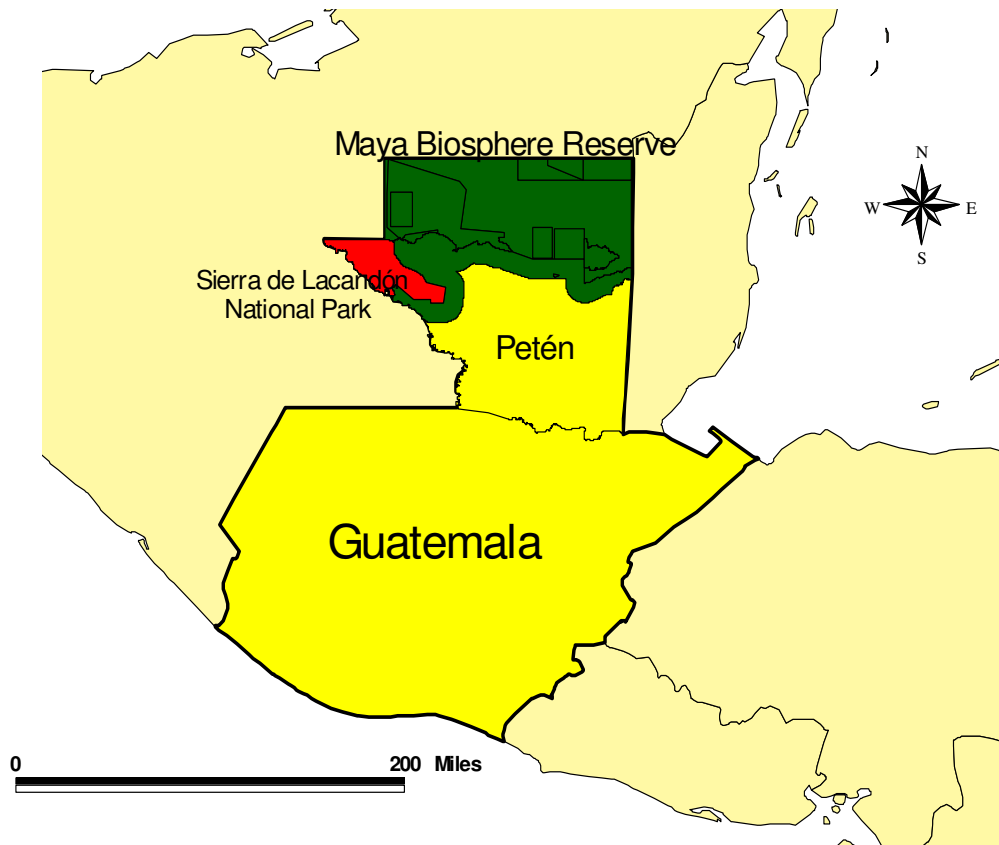 Maya Biosphere Reserve
N
W
E
S
Sierra de Lacandón
National Park
Petén
Guatemala
0
200 Miles